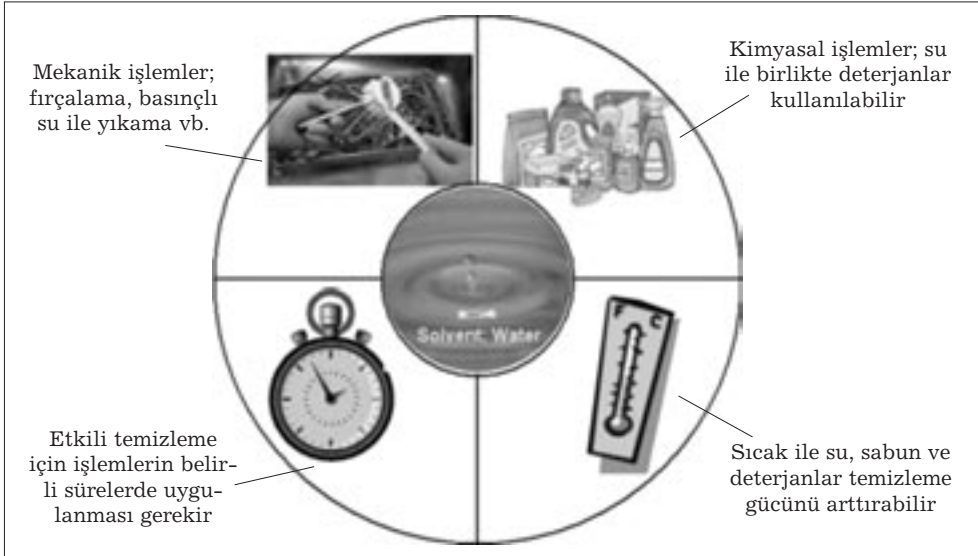 Mekanik işlemler;
fırçalama, basınçlı
su ile yıkama vb.
Kimyasal işlemler; su
ile birlikte deterjanlar
kullanılabilir
Solvent: Water
F C
Etkili temizleme
için işlemlerin belir-
li sürelerde uygu-
lanması gerekir
Sıcak ile su, sabun ve
deterjanlar temizleme
gücünü arttırabilir